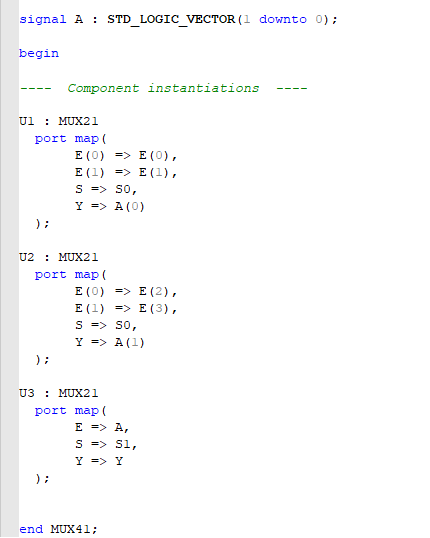 signal A : STD_LOGIC_VECTOR(1 downto 0);
begin
---- Component instantiations ----
U1 : MUX21
port map(
E(0) => E(0),
E(1) => E(1),
S => S0,
Y => A(0)
);
U2 : MUX21
port map(
E(0) => E(2),
E(1) => E(3),
S => S0,
Y => A(1)
);
U3 : MUX21
port map(
E => A,
S => S1,
Y => Y
);
end MUX41;